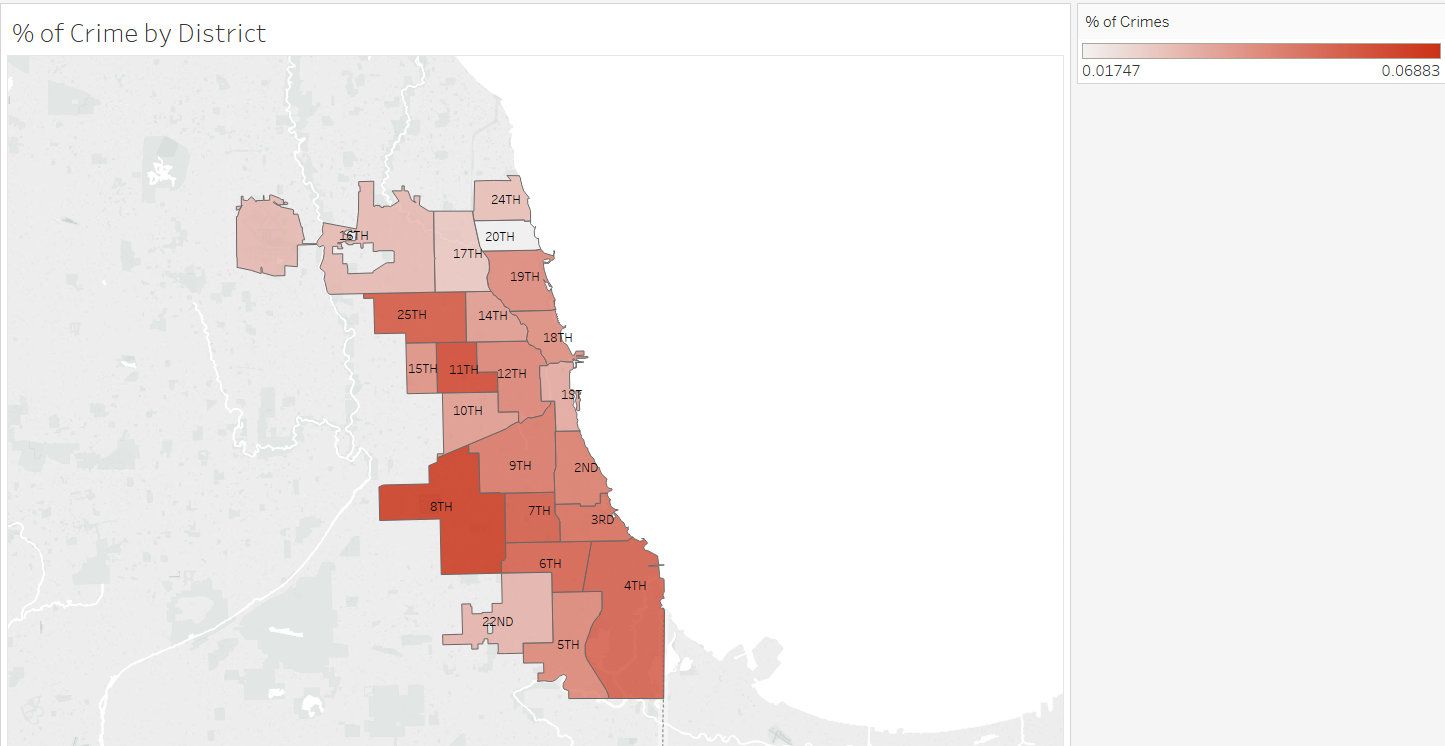 % of Crime by District
% of Crimes
0.01747 0.06883
24TH
16TH
20TH
17TH
19TH
25TH
14TH
18TH
15TH
11TH
12TH
1ST
10TH
9TH
2ND
8TH
7TH
3RD
6TH
4TH
22ND
5TH